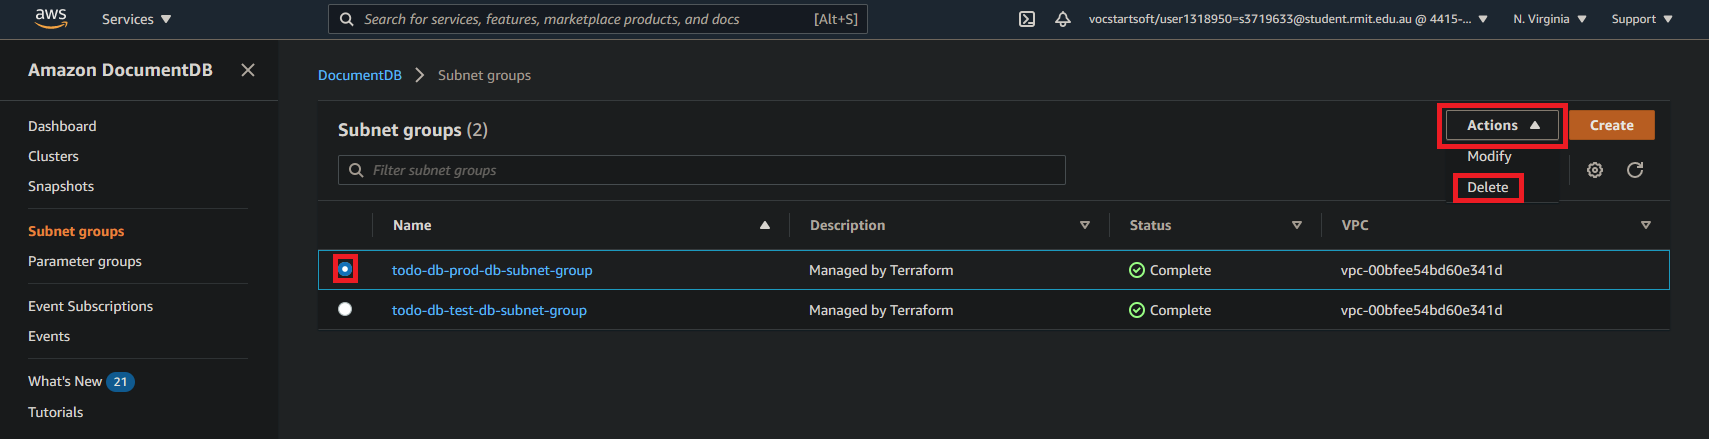 aws Services Search for services, features, marketplace products, and docs [Alt+S] vocstartsoft/user1318950=s3719633@student.rmit.edu.au @ 4415-... N. Virginia Support
Amazon DocumentDB
Dashboard
Clusters
Snapshots
Subnet groups
Parameter groups
Event Subscriptions
Events
What's New 21
Tutorials
DocumentDB Subnet groups
Subnet groups (2)
Actions Create
Modify
Delete
Filter subnet groups
Name Description Status VPC
todo-db-prod-db-subnet-group Managed by Terraform Complete vpc-00bfee54bd60e341d
todo-db-test-db-subnet-group Managed by Terraform Complete vpc-00bfee54bd60e341d